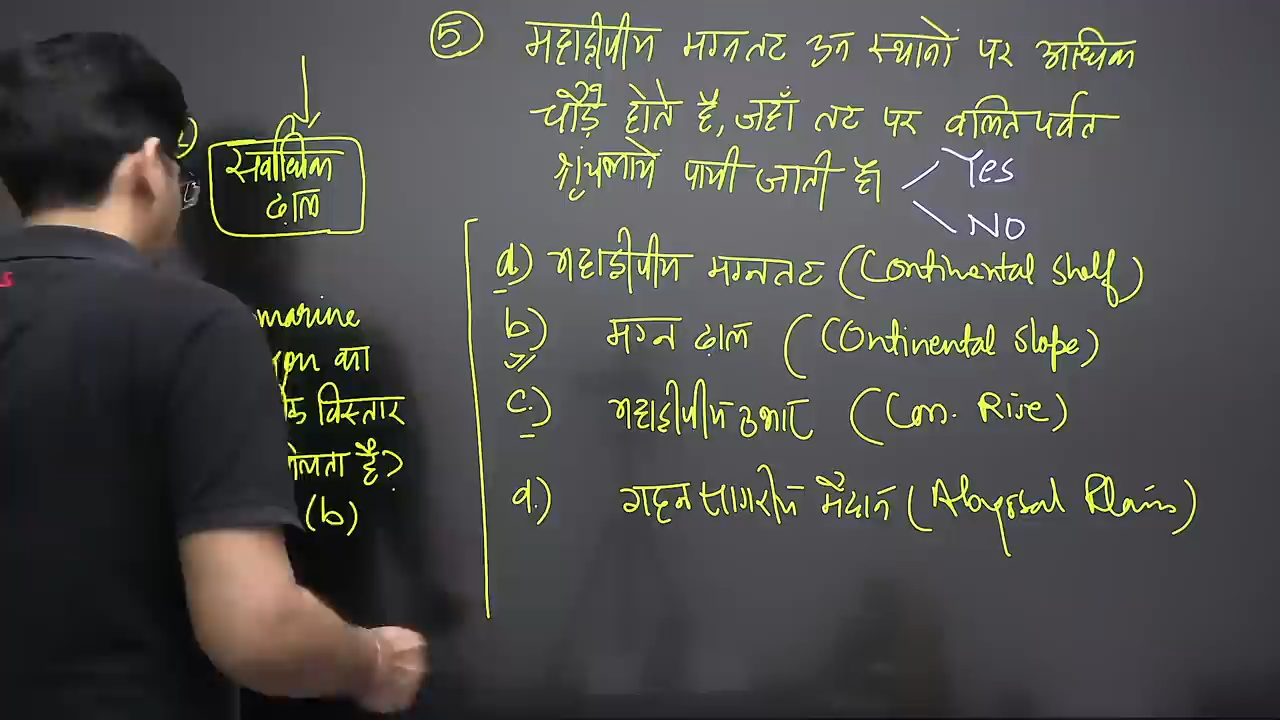 सर्वाधिक
ढाल
marine
का
विस्तार
है?
(b)
⑤ महाद्वीपीय मग्नतट उन स्थानों पर अधिक
चौड़े होते है, जहाँ तट पर वलित पर्वत
श्रृंखलायें पायी जाती है।
Yes
NO
a) महाद्वीपीय मग्नतट (Continental shelf)
b) मग्न ढाल (Continental slope)
c.) महाद्वीपीय उभार (Con. Rise)
d.) गहन सागरीय मैदान (Abyssal Plain)